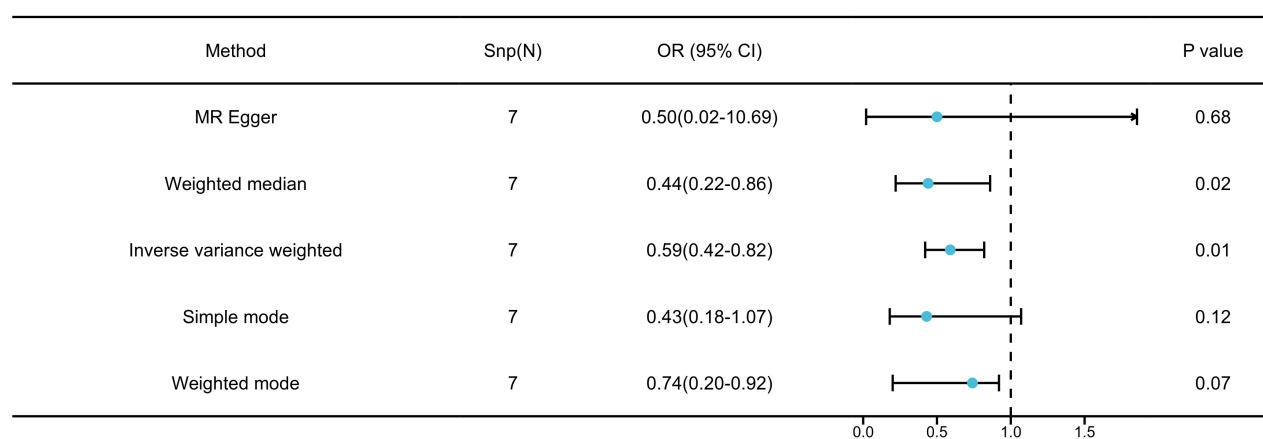 Method Snp(N) OR (95% CI) P value
MR Egger 7 0.50(0.02-10.69) 0.68
Weighted median 7 0.44(0.22-0.86) 0.02
Inverse variance weighted 7 0.59(0.42-0.82) 0.01
Simple mode 7 0.43(0.18-1.07) 0.12
Weighted mode 7 0.74(0.20-0.92) 0.07
0.0 0.5 1.0 1.5